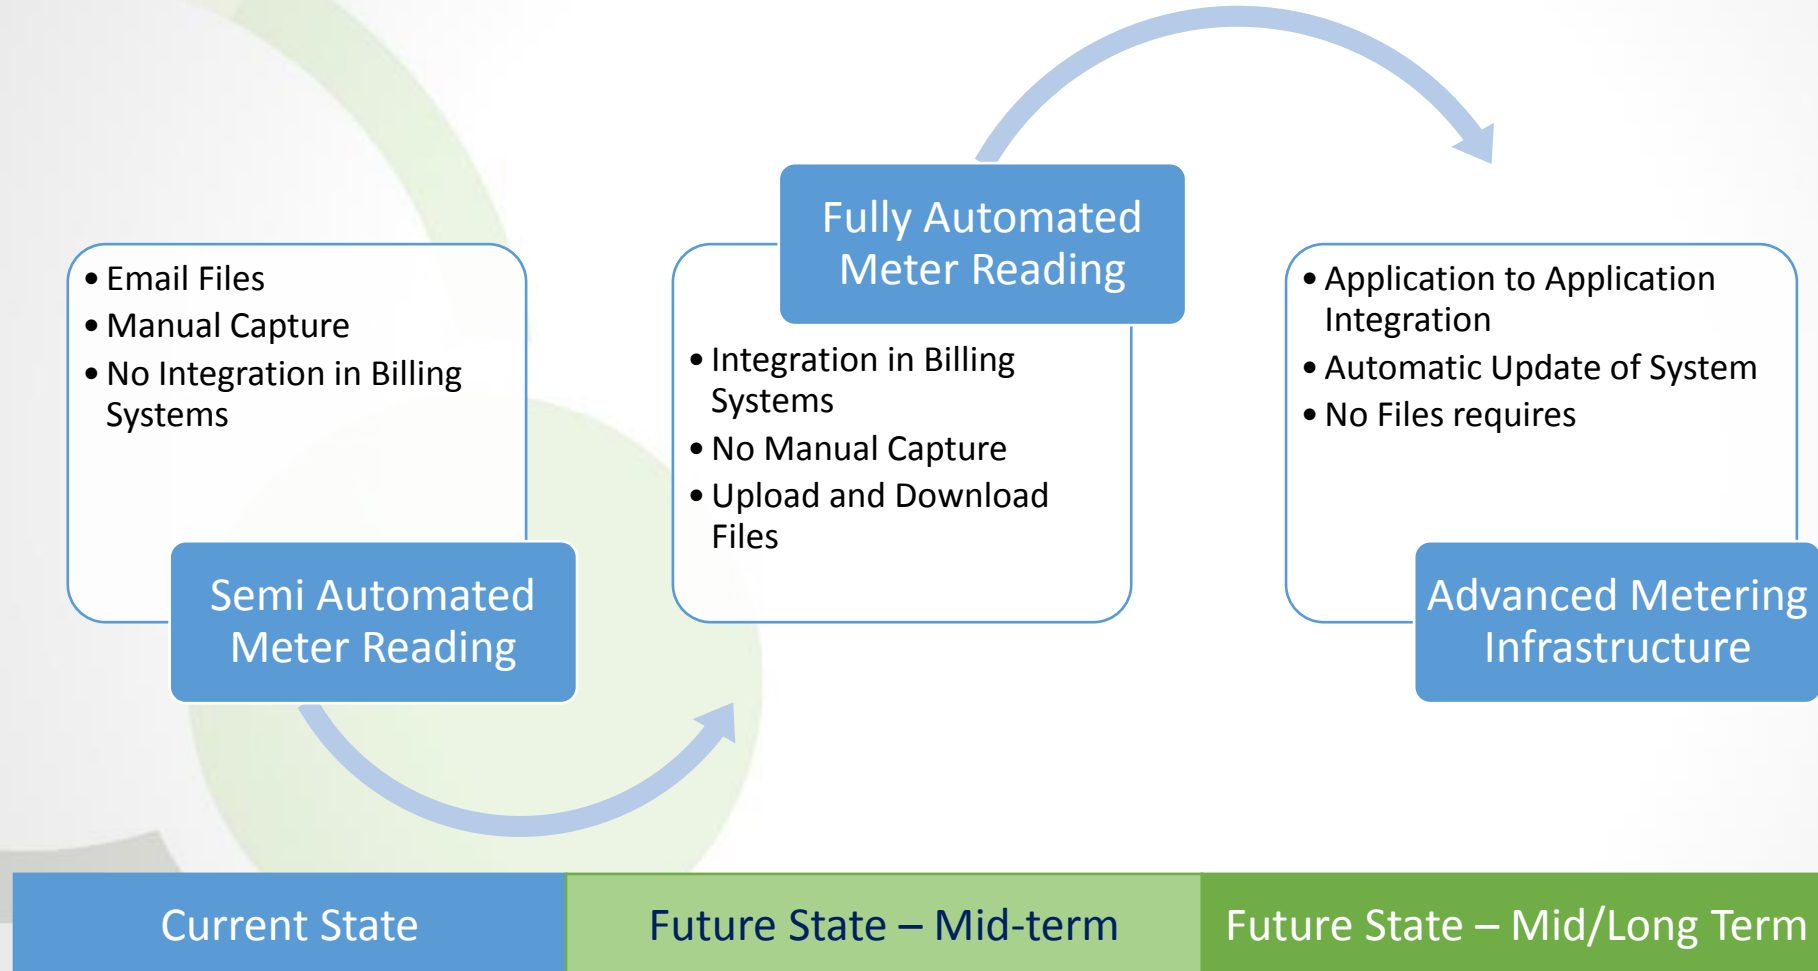 • Email Files
• Manual Capture
• No Integration in Billing
Systems
Semi Automated
Meter Reading
Fully Automated
Meter Reading
• Integration in Billing
Systems
• No Manual Capture
• Upload and Download
Files
• Application to Application
Integration
• Automatic Update of System
• No Files requires
Advanced Metering
Infrastructure
Current State
Future State – Mid-term
Future State – Mid/Long Term